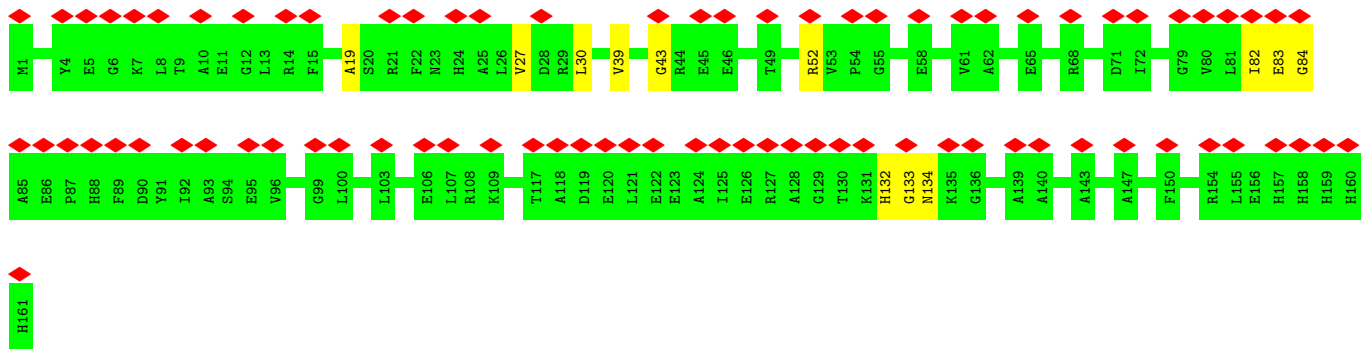 M1 Y4 E5 G6 K7 L8 T9 A10 E11 G12 L13 R14 F15 A19 S20 R21 F22 N23 H24 A25 L26 V27 D28 R29 L30 V39 G43 R44 E45 E46 T49 R52 V53 P54 G55 E58 V61 A62 E65 R68 D71 I72 G79 V80 L81 I82 E83 G84
A85 E86 P87 H88 F89 D90 Y91 I92 A93 S94 E95 V96 G99 L100 L103 E106 L107 R108 K109 T117 A118 D119 E120 L121 E122 E123 A124 I125 E126 R127 A128 G129 T130 K131 H132 G133 N134 K135 G136 A139 A140 A143 A147 F150 R154 L155 E156 H157 H158 H159 H160
H161